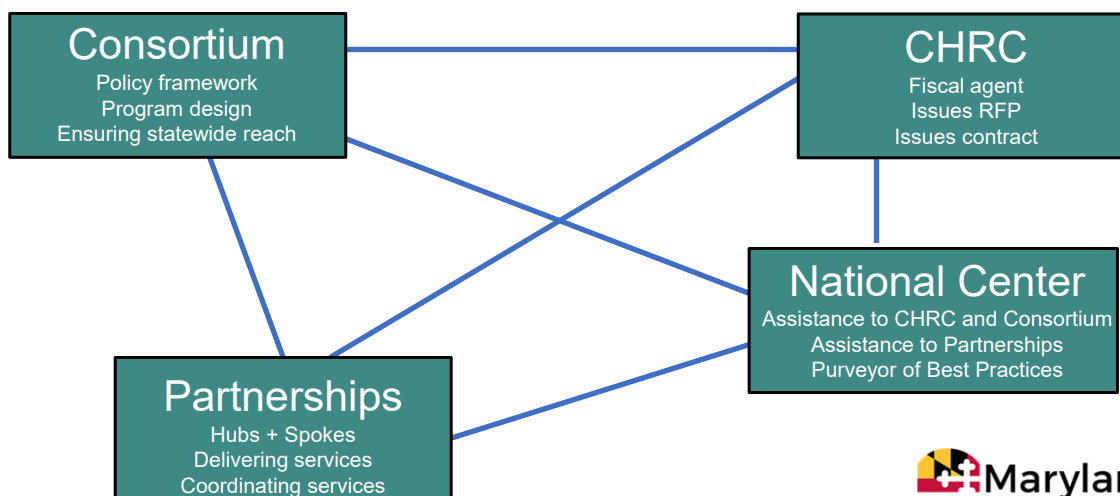 Consortium
Policy framework
Program design
Ensuring statewide reach
CHRC
Fiscal agent
Issues RFP
Issues contract
National Center
Assistance to CHRC and Consortium
Assistance to Partnerships
Purveyor of Best Practices
Partnerships
Hubs + Spokes
Delivering services
Coordinating services